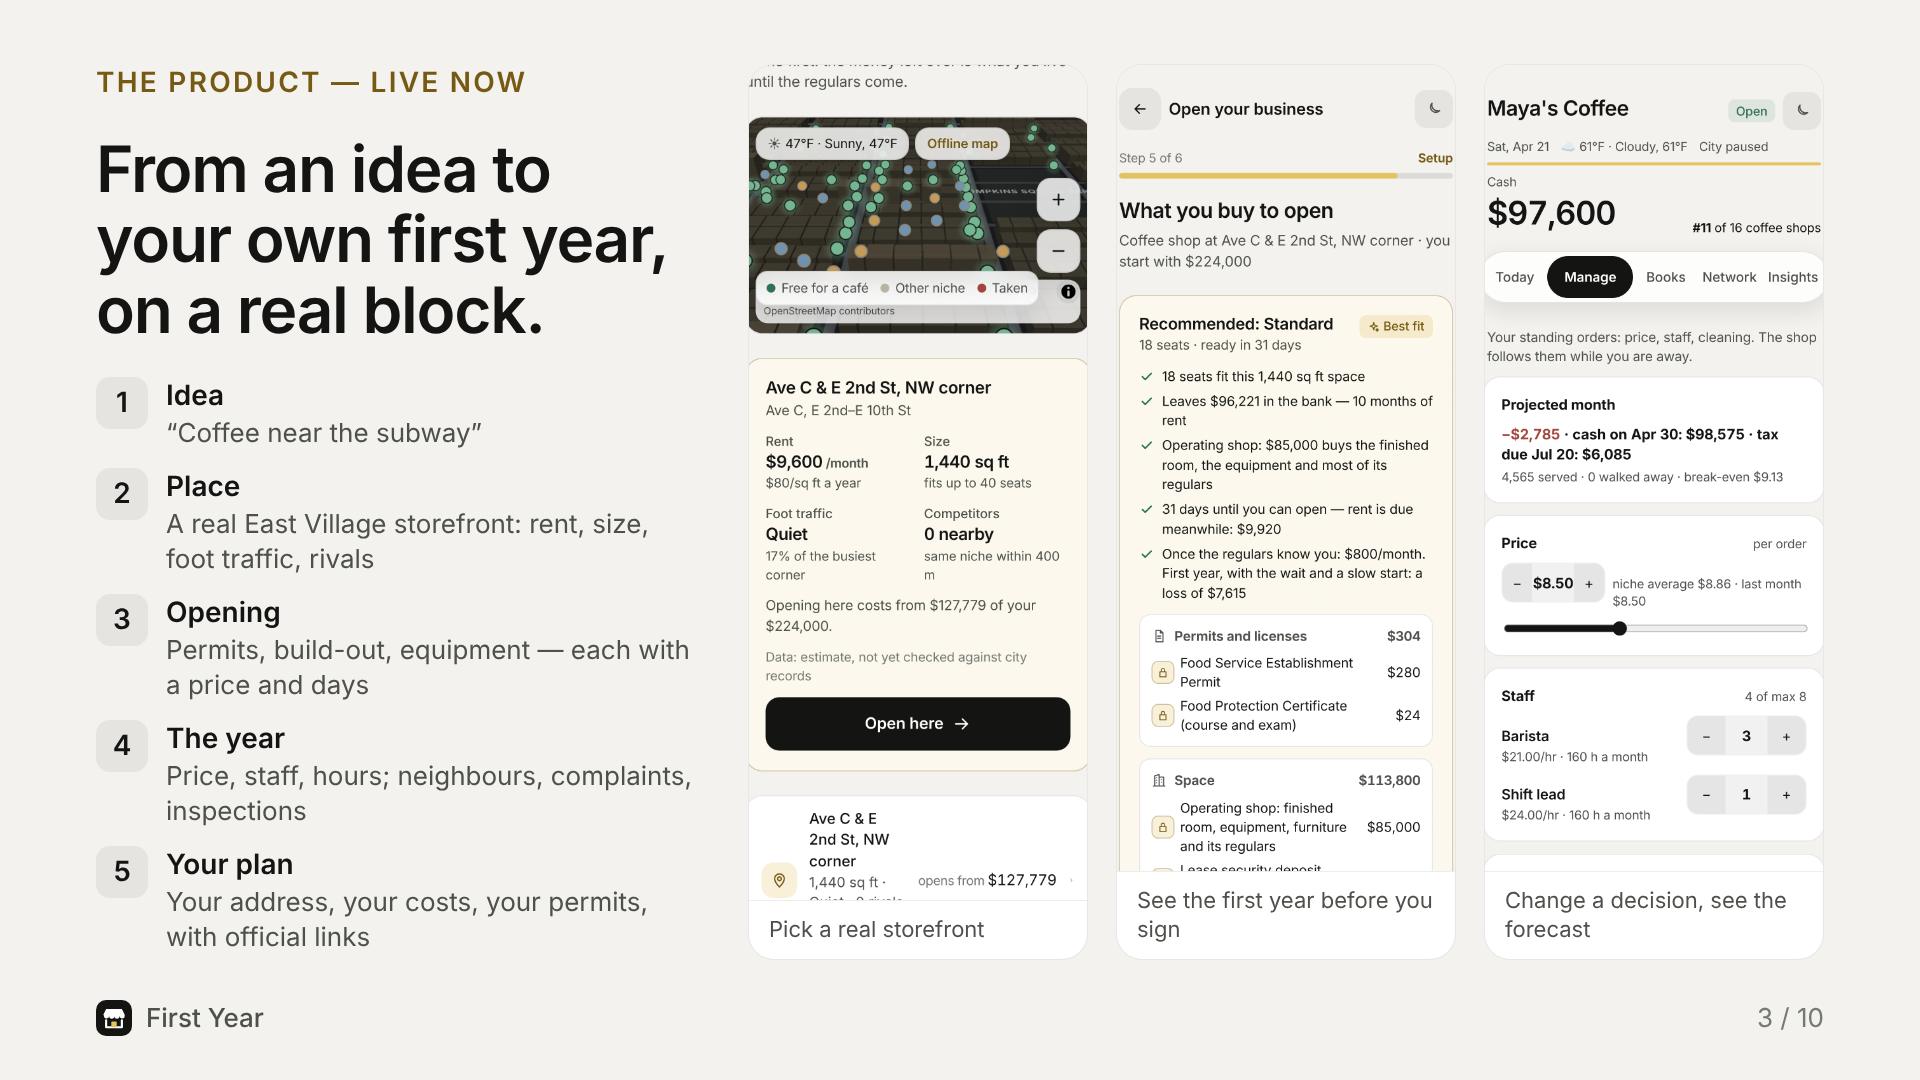 THE PRODUCT — LIVE NOW
From an idea to
your own first year,
on a real block.
1
Idea
“Coffee near the subway”
2
Place
A real East Village storefront: rent, size,
foot traffic, rivals
3
Opening
Permits, build-out, equipment — each with
a price and days
4
The year
Price, staff, hours; neighbours, complaints,
inspections
5
Your plan
Your address, your costs, your permits,
with official links
until the regulars come.
47°F · Sunny, 47°F
Offline map
+
−
Free for a café
Other niche
Taken
OpenStreetMap contributors
Ave C & E 2nd St, NW corner
Ave C, E 2nd–E 10th St
Rent
$9,600 /month
$80/sq ft a year
Size
1,440 sq ft
fits up to 40 seats
Foot traffic
Quiet
17% of the busiest
corner
Competitors
0 nearby
same niche within 400
m
Opening here costs from $127,779 of your
$224,000.
Data: estimate, not yet checked against city
records
Open here →
Ave C & E
2nd St, NW
corner
1,440 sq ft ·
opens from $127,779
Pick a real storefront
← Open your business
Step 5 of 6
Setup
What you buy to open
Coffee shop at Ave C & E 2nd St, NW corner · you
start with $224,000
Recommended: Standard
Best fit
18 seats · ready in 31 days
18 seats fit this 1,440 sq ft space
Leaves $96,221 in the bank — 10 months of
rent
Operating shop: $85,000 buys the finished
room, the equipment and most of its
regulars
31 days until you can open — rent is due
meanwhile: $9,920
Once the regulars know you: $800/month.
First year, with the wait and a slow start: a
loss of $7,615
Permits and licenses $304
Food Service Establishment
Permit
$280
Food Protection Certificate
(course and exam)
$24
Space $113,800
Operating shop: finished
room, equipment, furniture
and its regulars
$85,000
Lease security deposit
See the first year before you
sign
Maya's Coffee
Open
Sat, Apr 21 61°F · Cloudy, 61°F City paused
Cash
$97,600
#11 of 16 coffee shops
Today Manage Books Network Insights
Your standing orders: price, staff, cleaning. The shop
follows them while you are away.
Projected month
−$2,785 · cash on Apr 30: $98,575 · tax
due Jul 20: $6,085
4,565 served · 0 walked away · break-even $9.13
Price
per order
− $8.50 +
niche average $8.86 · last month
$8.50
Staff
4 of max 8
Barista
$21.00/hr · 160 h a month
− 3 +
Shift lead
$24.00/hr · 160 h a month
− 1 +
Change a decision, see the
forecast
First Year
3 / 10